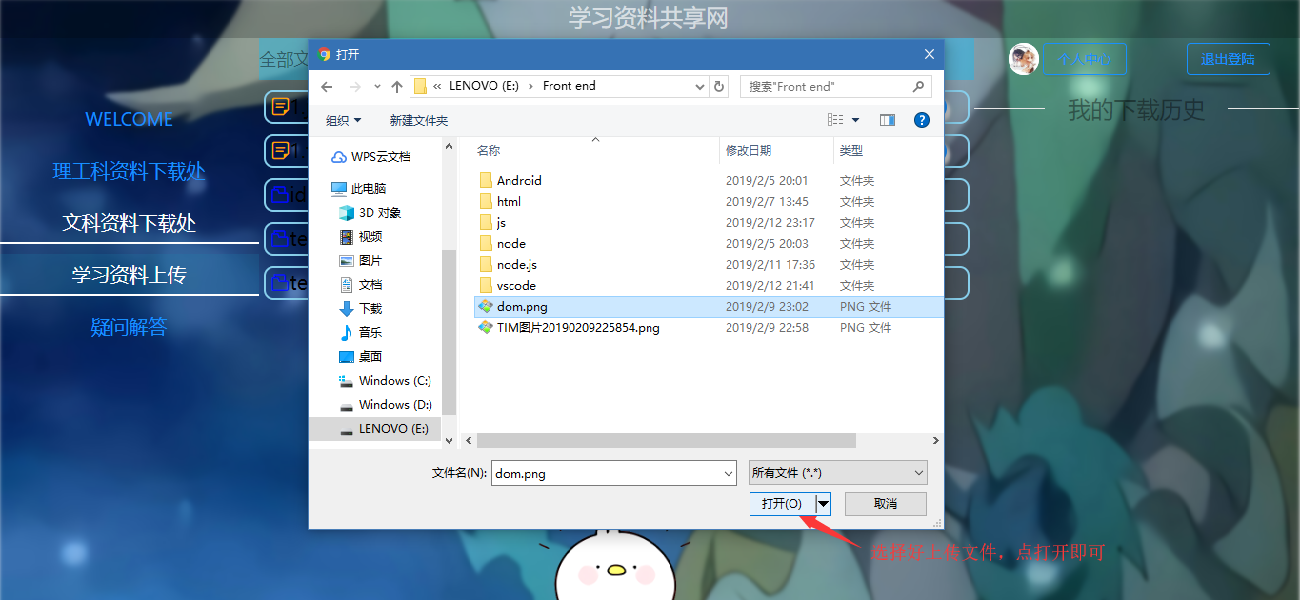 学习资料共享网
全部文
打开
个人中心
退出登陆
« LENOVO (E:) › Front end
搜索"Front end"
我的下载历史
组织
新建文件夹
WELCOME
理工科资料下载处
文科资料下载处
学习资料上传
疑问解答
1.
1.
id
te
te
WPS云文档
此电脑
3D 对象
视频
图片
文档
下载
音乐
桌面
Windows (C:)
Windows (D:)
LENOVO (E:)
名称 修改日期 类型
Android 2019/2/5 20:01 文件夹
html 2019/2/7 13:45 文件夹
js 2019/2/12 23:17 文件夹
node 2019/2/5 20:03 文件夹
node.js 2019/2/11 17:36 文件夹
vscode 2019/2/12 21:41 文件夹
dom.png 2019/2/9 23:02 PNG 文件
TIM图片20190209225854.png 2019/2/9 22:58 PNG 文件
文件名(N): dom.png 所有文件 (*.*)
打开(O) 取消
选择好上传文件，点打开即可